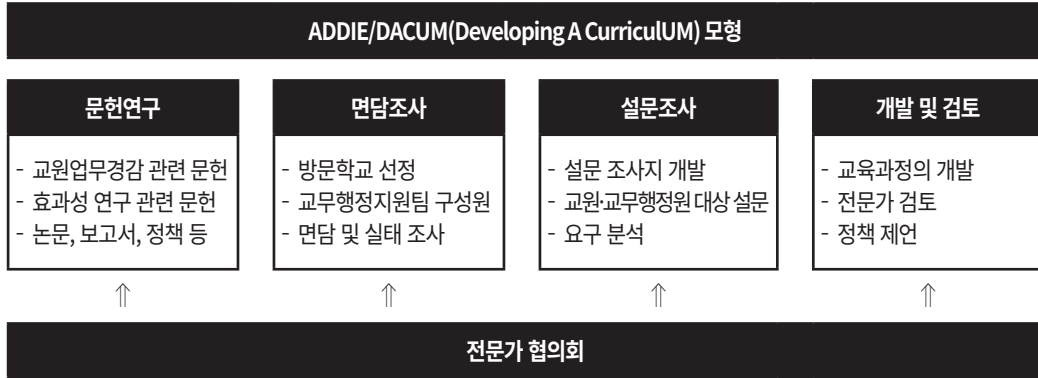 ADDIE/DACUM(Developing A CurriculUM) 모형
문헌연구
- 교원업무경감 관련 문헌
- 효과성 연구 관련 문헌
- 논문, 보고서, 정책 등
면담조사
- 방문학교 선정
- 교무행정지원팀 구성원
- 면담 및 실태 조사
설문조사
- 설문 조사지 개발
- 교원·교무행정원 대상 설문
- 요구 분석
개발 및 검토
- 교육과정의 개발
- 전문가 검토
- 정책 제언
⇑ ⇑ ⇑ ⇑
전문가 협의회